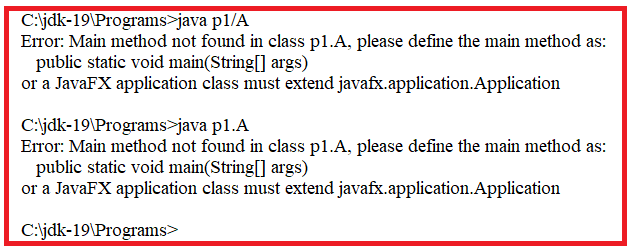 C:\jdk-19\Programs>java p1/A
Error: Main method not found in class p1.A, please define the main method as:
public static void main(String[] args)
or a JavaFX application class must extend javafx.application.Application
C:\jdk-19\Programs>java p1.A
Error: Main method not found in class p1.A, please define the main method as:
public static void main(String[] args)
or a JavaFX application class must extend javafx.application.Application
C:\jdk-19\Programs>